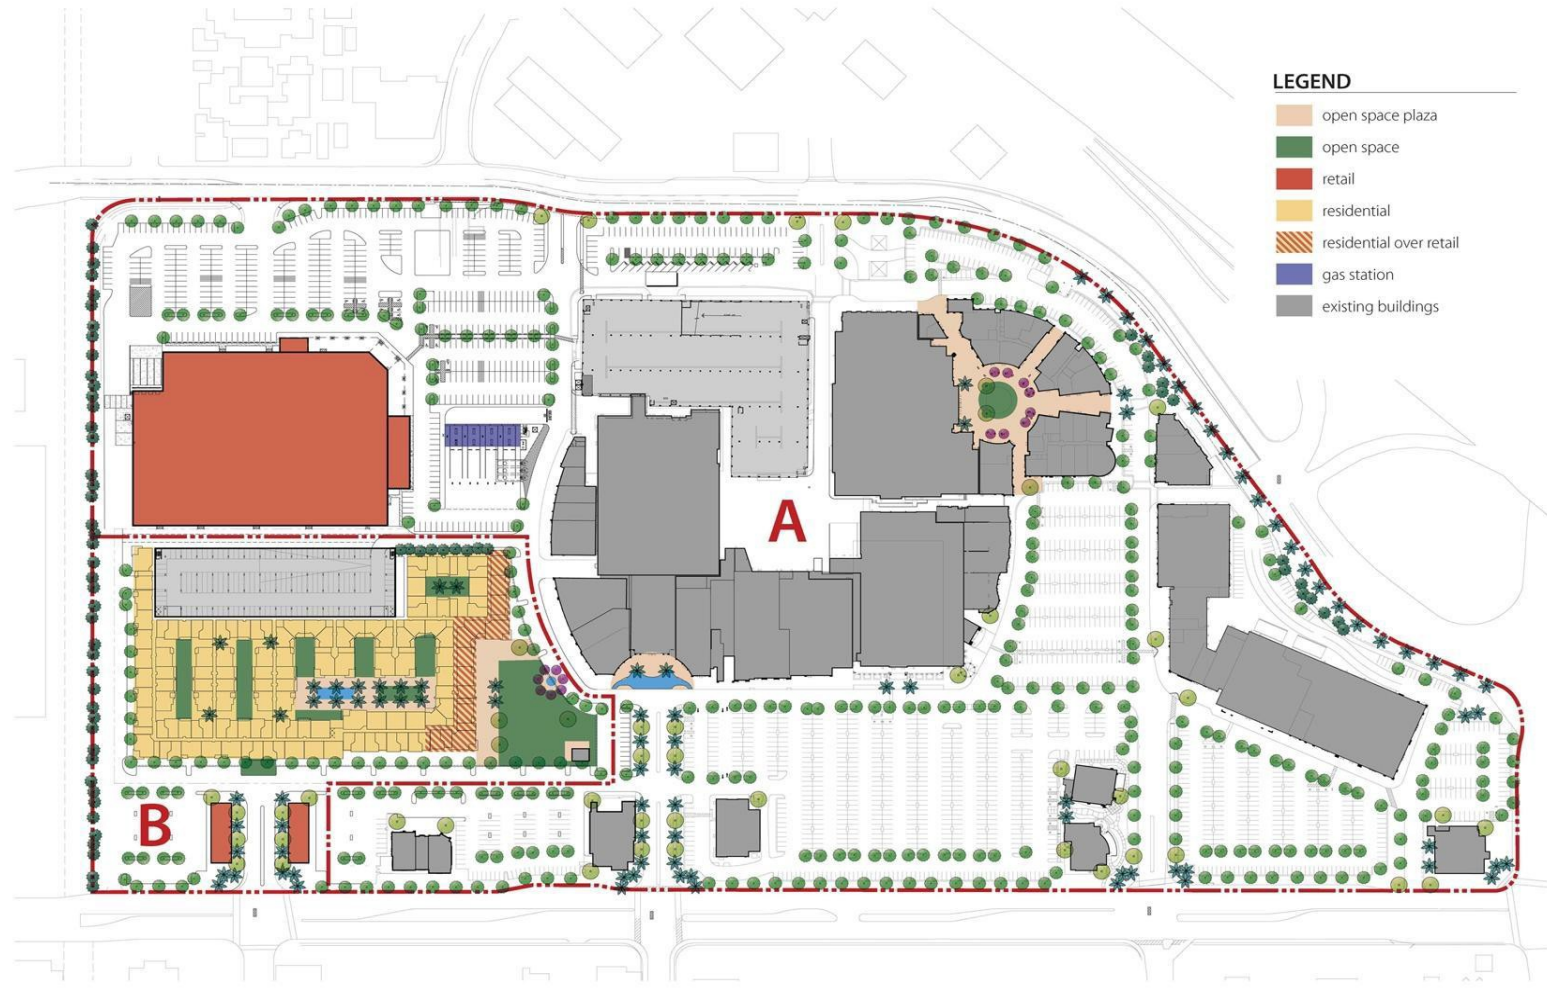 LEGEND
open space plaza
open space
retail
residential
residential over retail
gas station
existing buildings
A
B